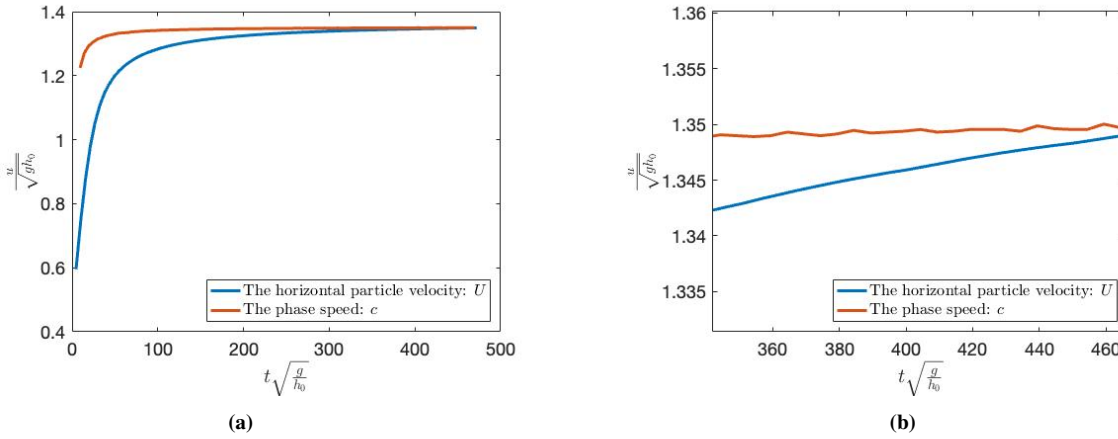 1.4
1.2
1
0.8
0.6
0.4
0
100
200
300
400
500
u/√gh₀
t√g/h₀
The horizontal particle velocity: U
The phase speed: c
(a)
1.36
1.355
1.35
1.345
1.34
1.335
360
380
400
420
440
460
u/√gh₀
t√g/h₀
The horizontal particle velocity: U
The phase speed: c
(b)